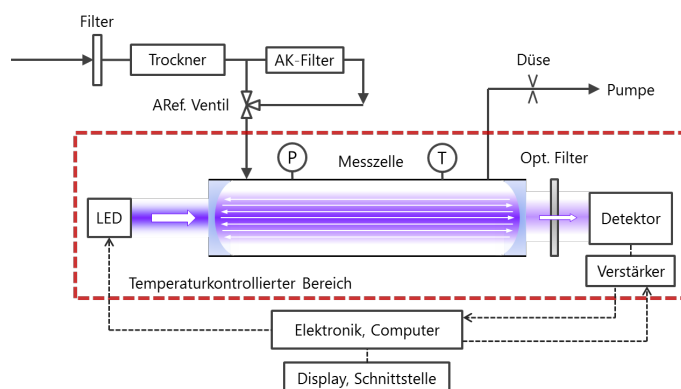 Filter
Düse
Trockner
AK-Filter
Pumpe
ARef. Ventil
P
Messzelle
T
Opt. Filter
LED
Detektor
Temperaturkontrollierter Bereich
Verstärker
Elektronik, Computer
Display, Schnittstelle